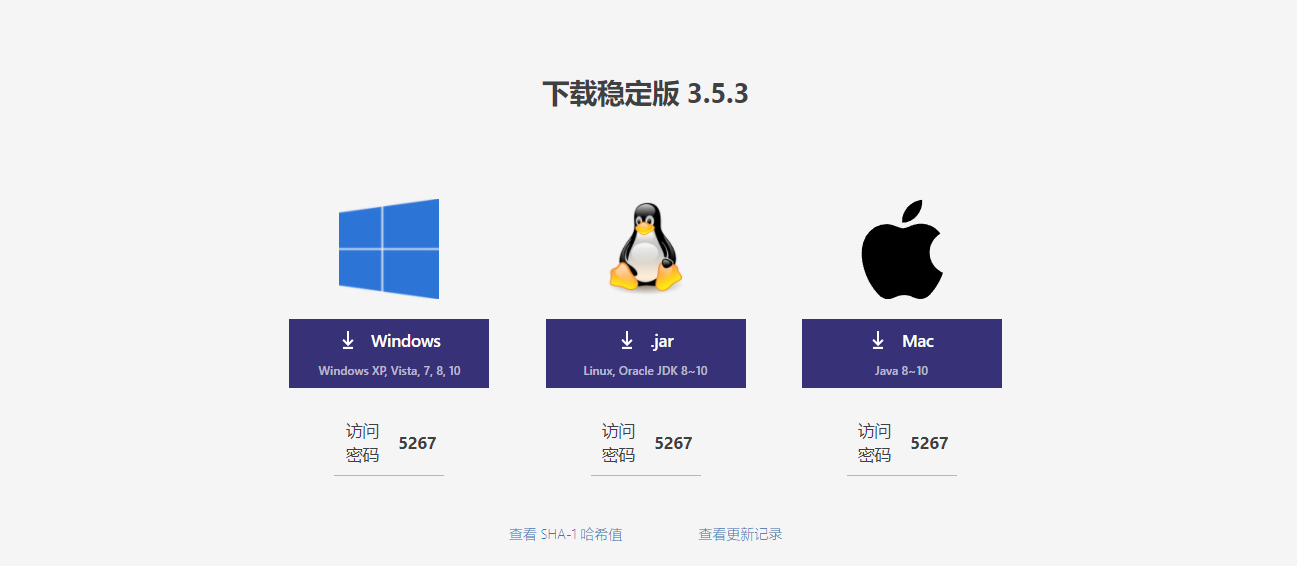 下载稳定版 3.5.3
Windows
Windows XP, Vista, 7, 8, 10
.jar
Linux, Oracle JDK 8~10
Mac
Java 8~10
访问
密码
5267
访问
密码
5267
访问
密码
5267
查看 SHA-1 哈希值
查看更新记录